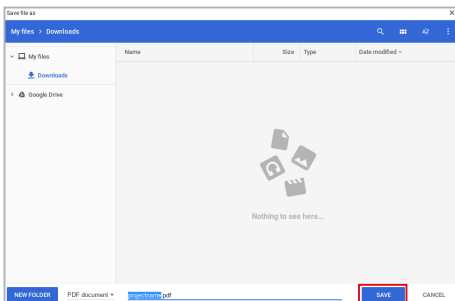 Save file as
My files > Downloads
My files
Downloads
Google Drive
Name Size Type Date modified
Nothing to see here...
NEW FOLDER PDF document projectname.pdf SAVE CANCEL